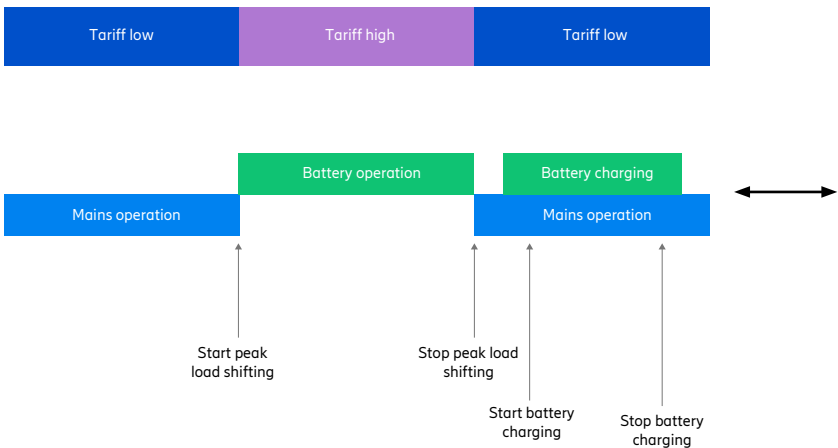 Tariff low
Tariff high
Tariff low
Battery operation
Battery charging
Mains operation
Mains operation
Start peak
load shifting
Stop peak load
shifting
Start battery
charging
Stop battery
charging